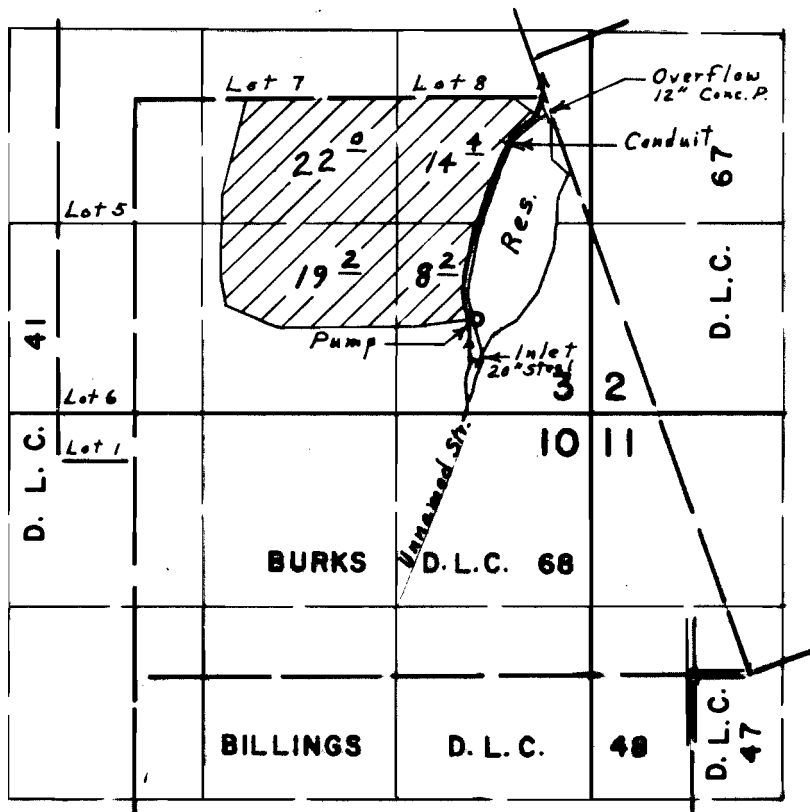 Lot 7
Lot 8
Overflow
12" Conc. P.
Conduit
22 0
14 4
67
Res.
Lot 5
19 2
8 2
D. L. C.
41
Pump
Inlet
20" Steel
3 2
Lot 6
10 11
Lot 1
D. L. C.
Unnamed Str.
BURKS D. L. C. 68
BILLINGS D. L. C. 48
D. L. C.
47